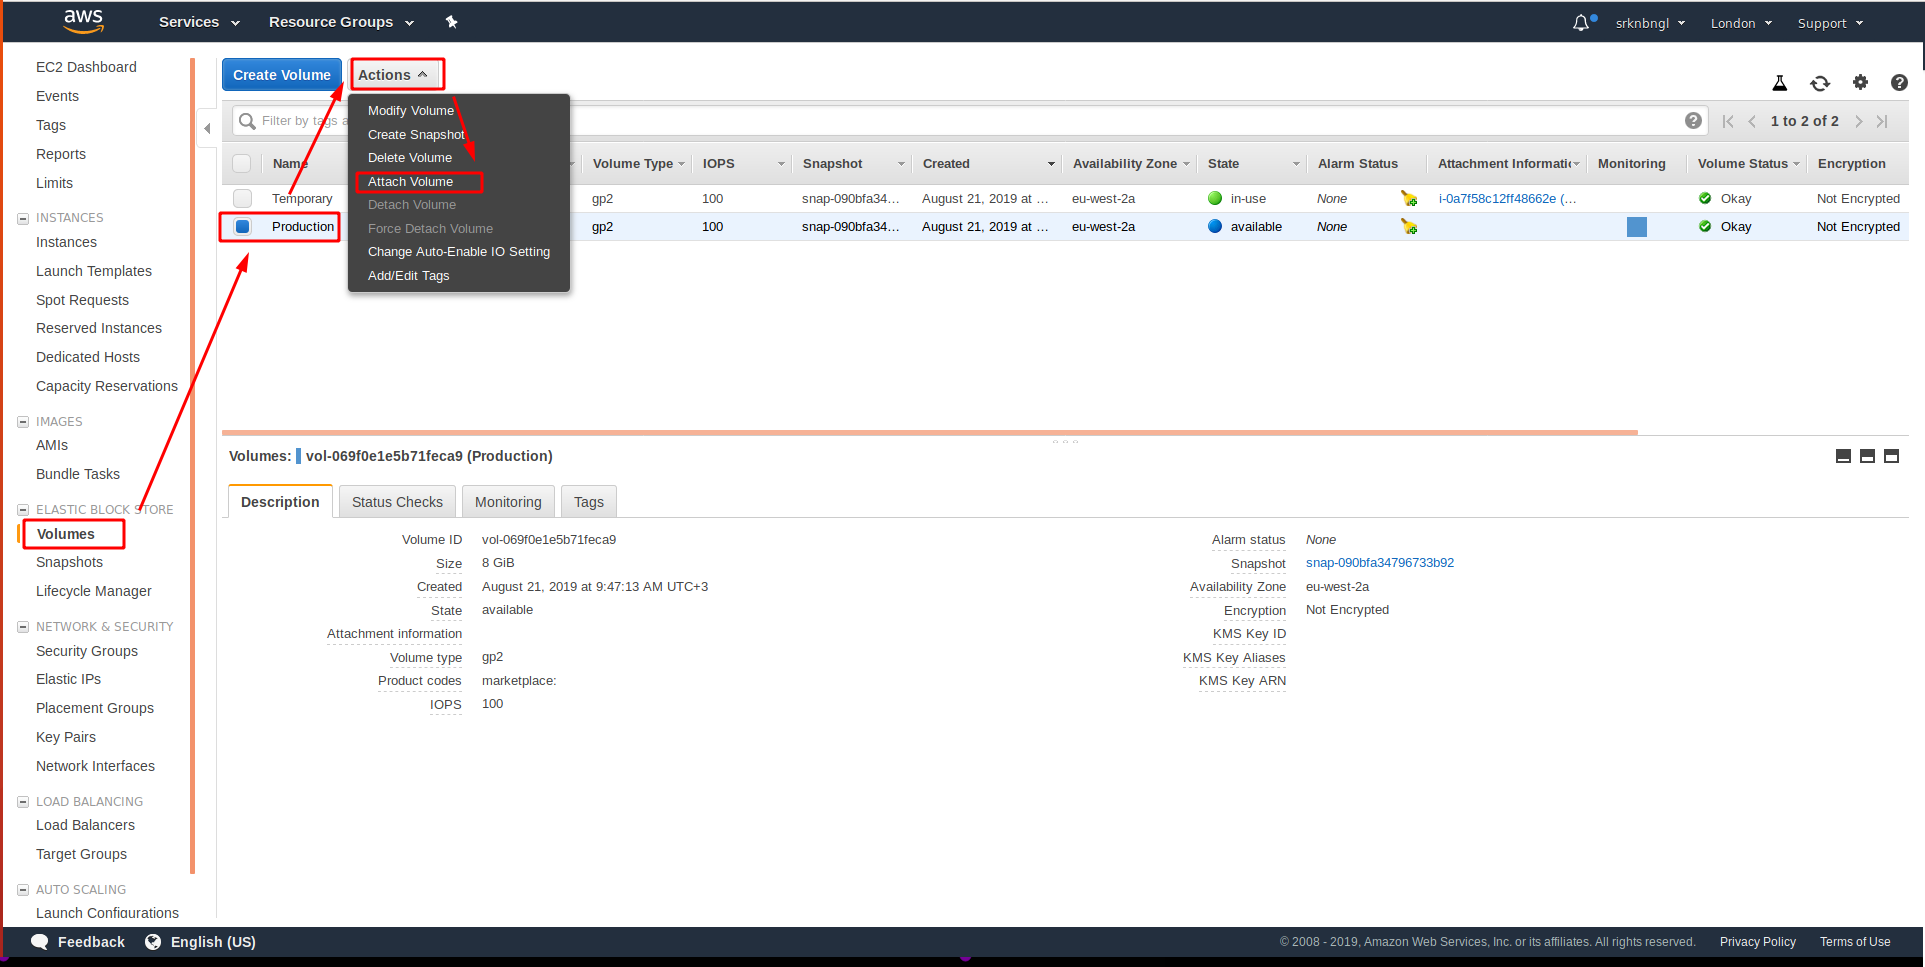 aws Services Resource Groups srknbngl London Support
EC2 Dashboard
Events
Tags
Reports
Limits
INSTANCES
Instances
Launch Templates
Spot Requests
Reserved Instances
Dedicated Hosts
Capacity Reservations
IMAGES
AMIs
Bundle Tasks
ELASTIC BLOCK STORE
Volumes
Snapshots
Lifecycle Manager
NETWORK & SECURITY
Security Groups
Elastic IPs
Placement Groups
Key Pairs
Network Interfaces
LOAD BALANCING
Load Balancers
Target Groups
AUTO SCALING
Launch Configurations
Create Volume Actions
Modify Volume
Create Snapshot
Delete Volume
Attach Volume
Detach Volume
Force Detach Volume
Change Auto-Enable IO Setting
Add/Edit Tags
Filter by tags a
1 to 2 of 2
Name Volume Type IOPS Snapshot Created Availability Zone State Alarm Status Attachment Informati Monitoring Volume Status Encryption
Temporary gp2 100 snap-090bfa34... August 21, 2019 at ... eu-west-2a in-use None i-0a7f58c12ff48662e (... Okay Not Encrypted
Production gp2 100 snap-090bfa34... August 21, 2019 at ... eu-west-2a available None Okay Not Encrypted
Volumes: vol-069f0e1e5b71feca9 (Production)
Description Status Checks Monitoring Tags
Volume ID vol-069f0e1e5b71feca9
Size 8 GiB
Created August 21, 2019 at 9:47:13 AM UTC+3
State available
Attachment information
Volume type gp2
Product codes marketplace:
IOPS 100
Alarm status None
Snapshot snap-090bfa34796733b92
Availability Zone eu-west-2a
Encryption Not Encrypted
KMS Key ID
KMS Key Aliases
KMS Key ARN
Feedback English (US) © 2008 - 2019, Amazon Web Services, Inc. or its affiliates. All rights reserved. Privacy Policy Terms of Use